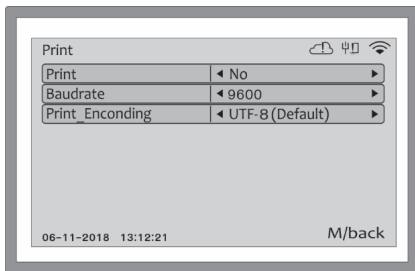 Print
Print No
Baudrate 9600
Print_Enconding UTF-8(Default)
06-11-2018 13:12:21 M/back